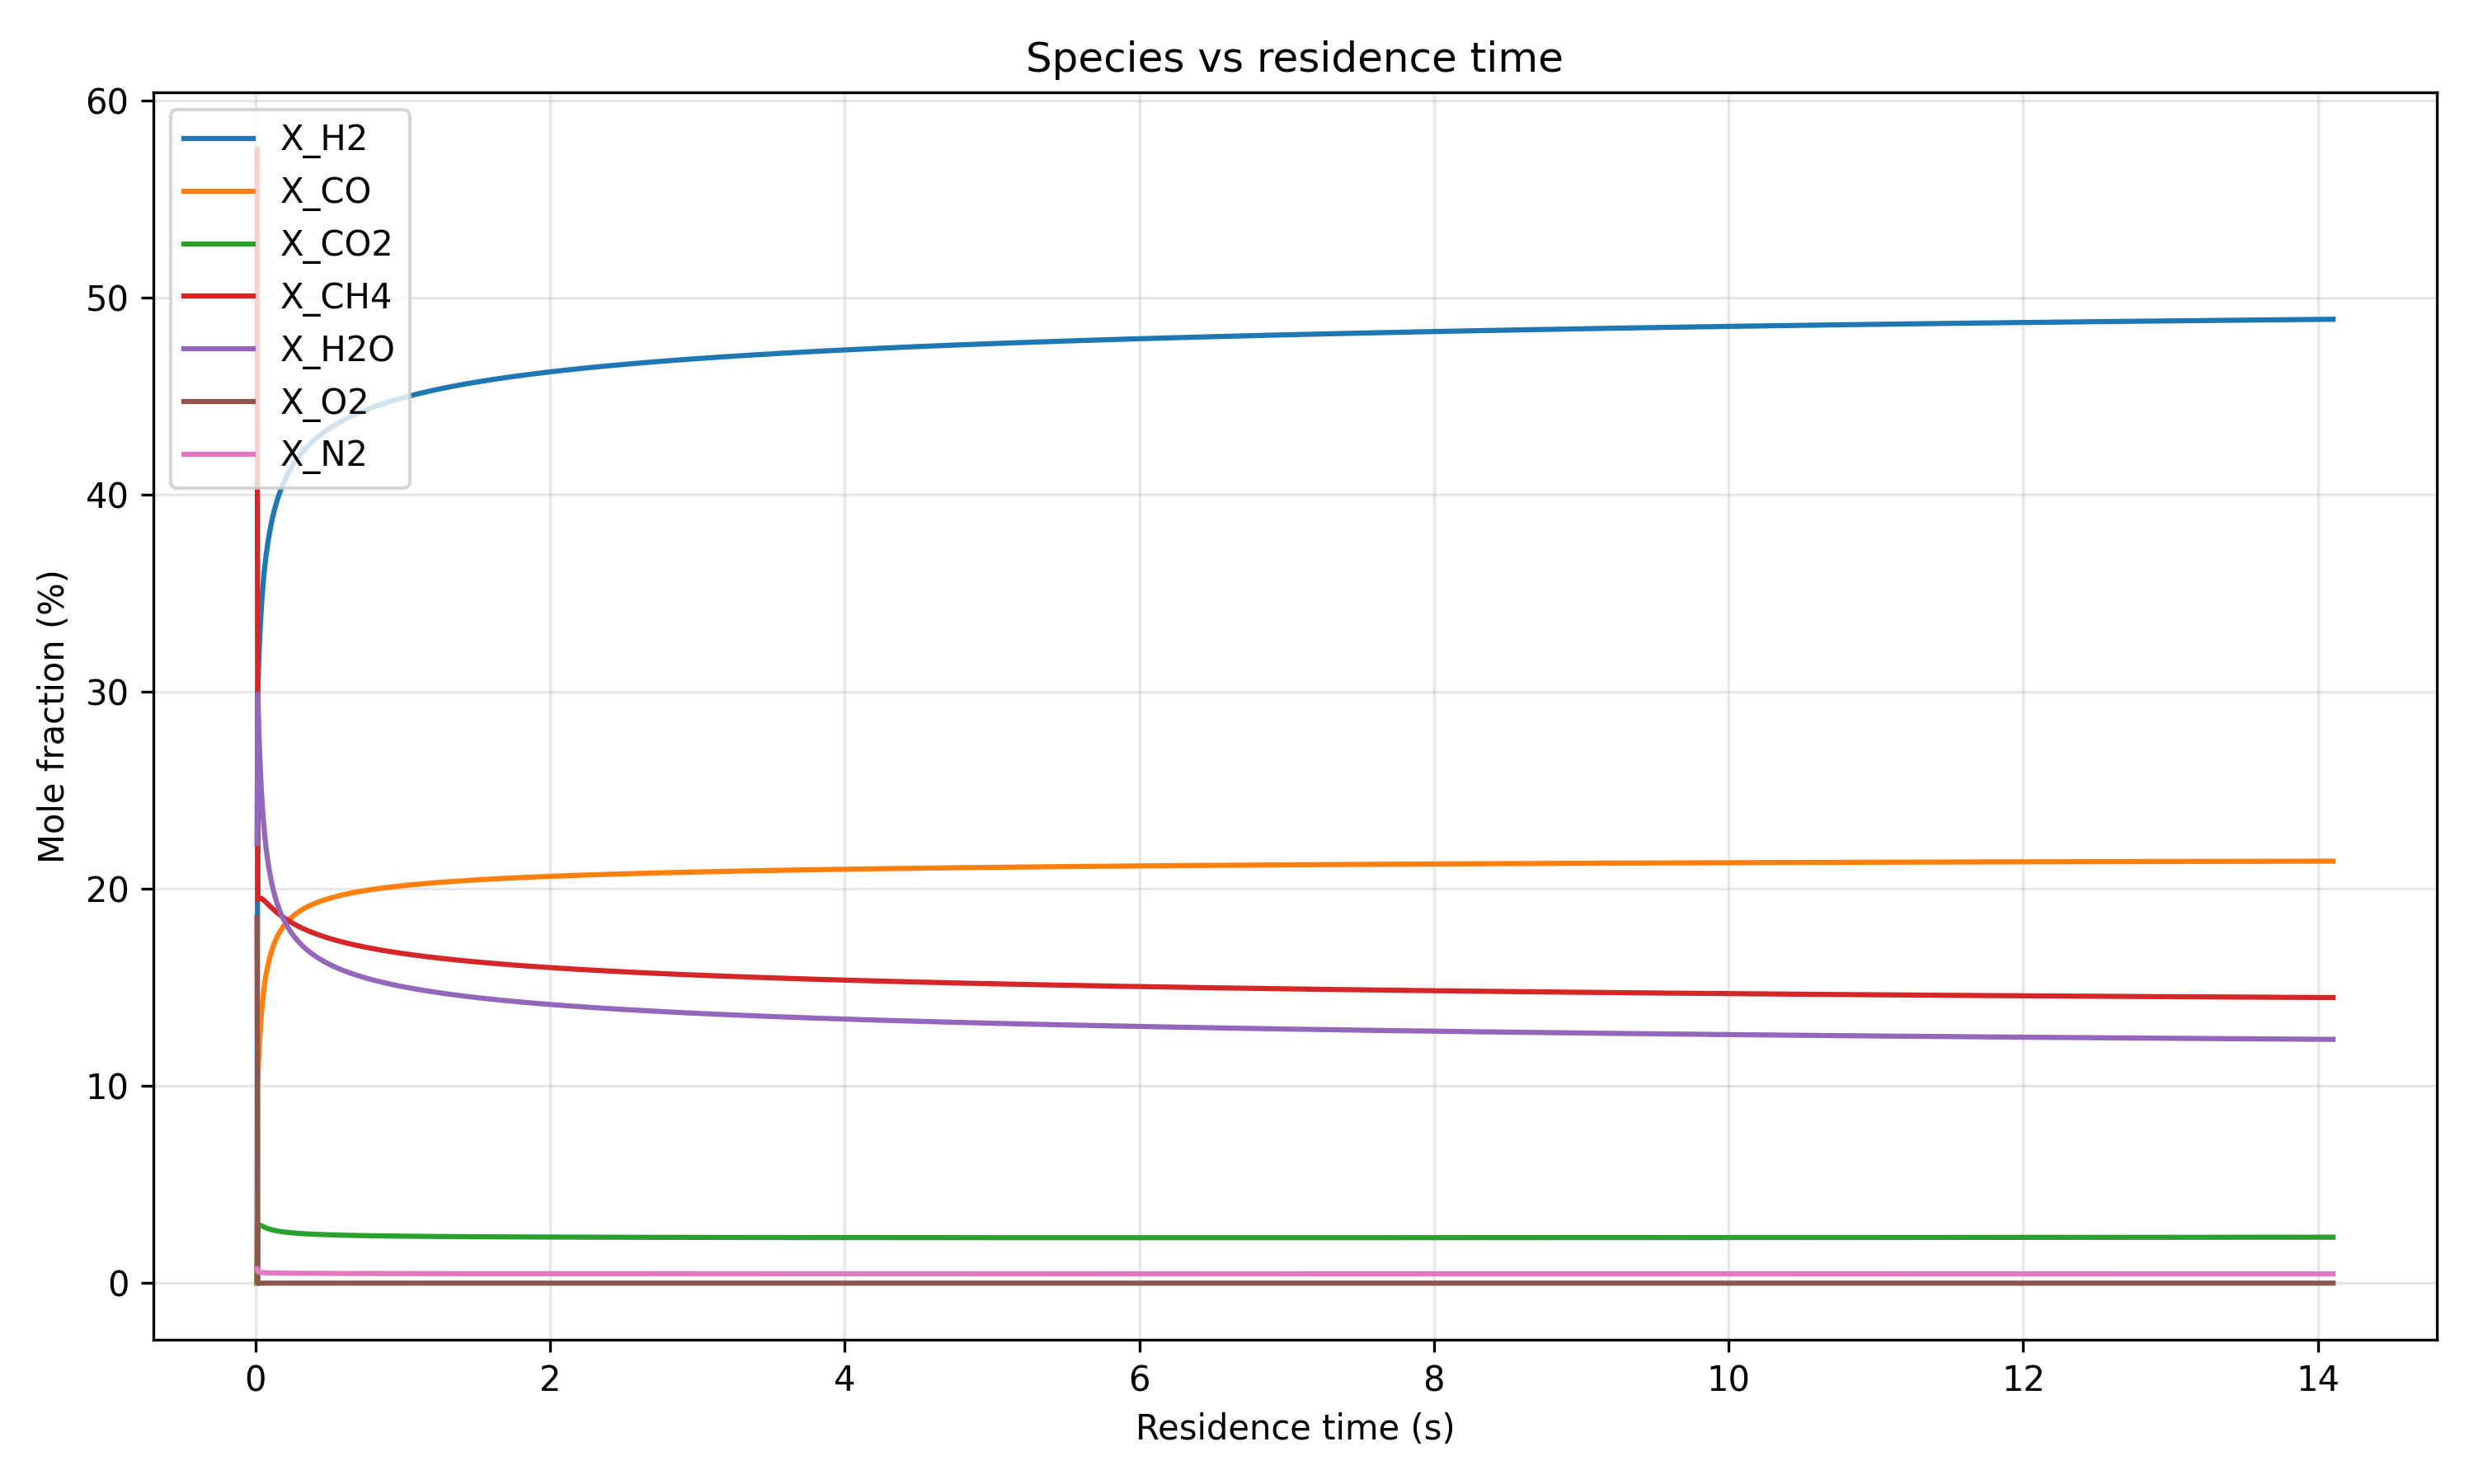 Species vs residence time
60
50
40
30
20
10
0
Mole fraction (%)
X_H2
X_CO
X_CO2
X_CH4
X_H2O
X_O2
X_N2
0 2 4 6 8 10 12 14
Residence time (s)